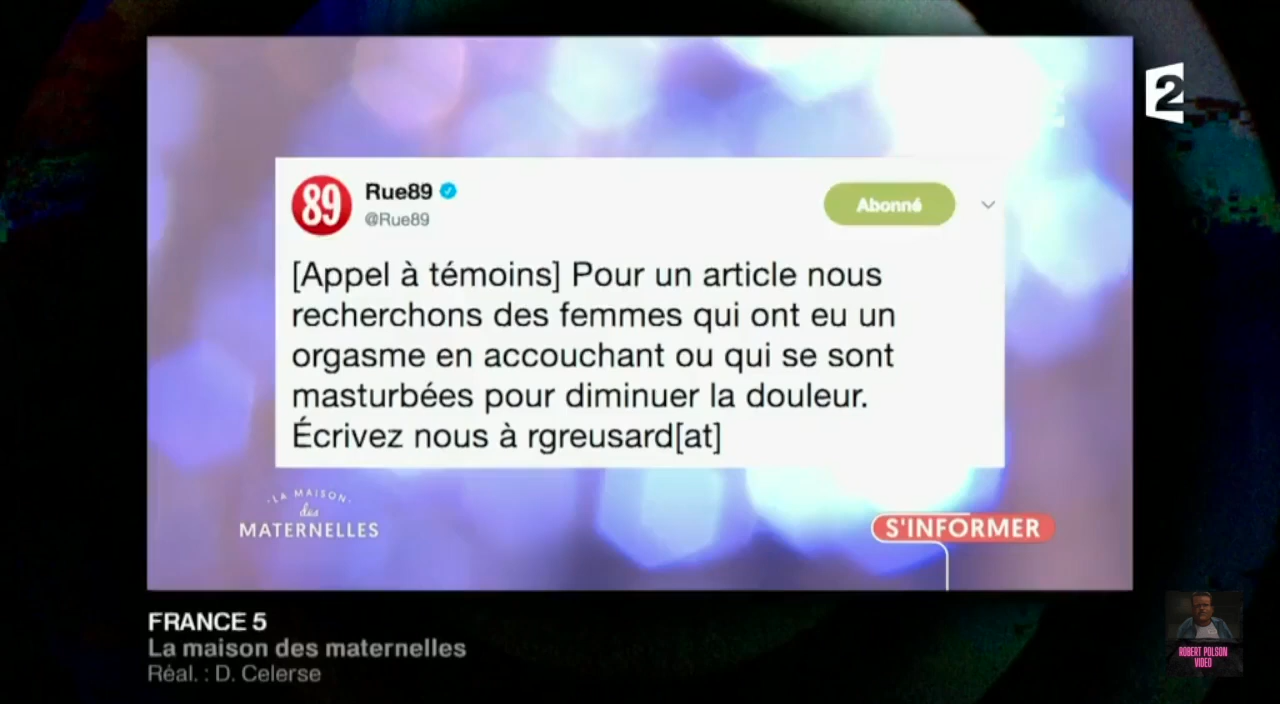 2
89
Rue89
@Rue89
Abonné
[Appel à témoins] Pour un article nous
recherchons des femmes qui ont eu un
orgasme en accouchant ou qui se sont
masturbées pour diminuer la douleur.
Écrivez nous à rgreusard[at]
·LA MAISON·
des
MATERNELLES
S'INFORMER
FRANCE 5
La maison des maternelles
Réal. : D. Celerse
ROBERT POLSON
VIDEO